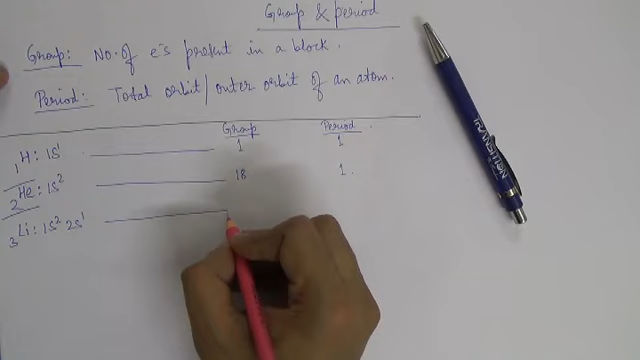 Group & period
Group: No. of e⁻s present in a block.
Period: Total orbit/outer orbit of an atom.
Group Period
₁H: 1s¹ 1 1
₂He: 1s² 18 1.
₃Li: 1s² 2s¹